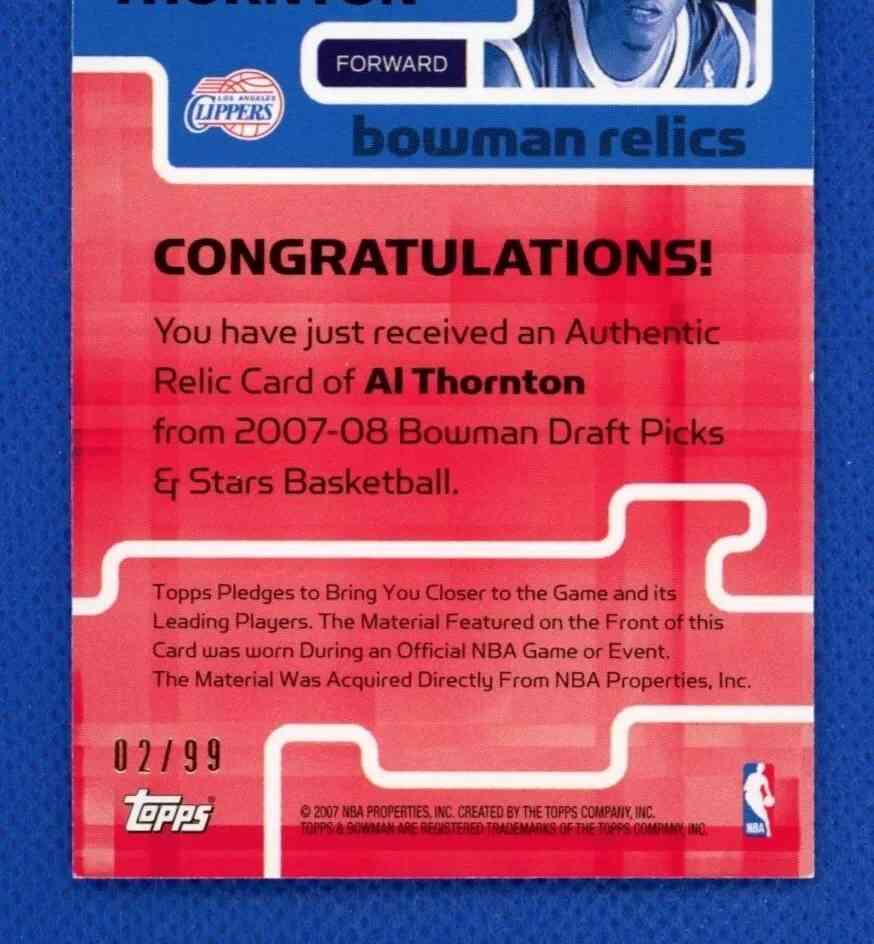 THORNTON
FORWARD
LOS ANGELES
CLIPPERS
bowman relics
CONGRATULATIONS!
You have just received an Authentic
Relic Card of Al Thornton
from 2007-08 Bowman Draft Picks
& Stars Basketball.
Topps Pledges to Bring You Closer to the Game and its
Leading Players. The Material Featured on the Front of this
Card was worn During an Official NBA Game or Event.
The Material Was Acquired Directly From NBA Properties, Inc.
02/99
topps®
© 2007 NBA PROPERTIES, INC. CREATED BY THE TOPPS COMPANY, INC.
TOPPS & BOWMAN ARE REGISTERED TRADEMARKS OF THE TOPPS COMPANY, INC.
NBA